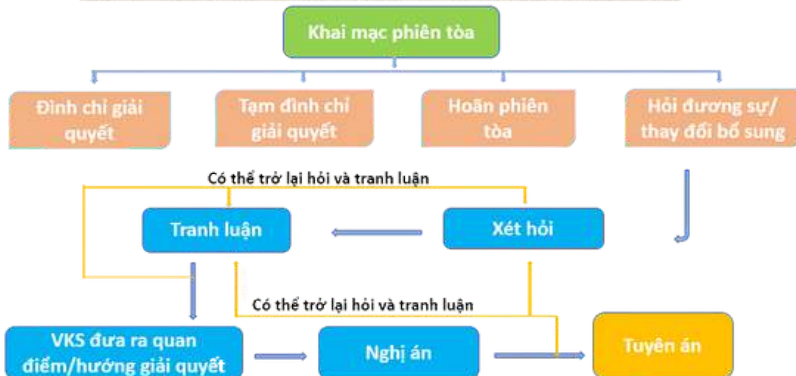 Khai mạc phiên tòa
Đình chỉ giải
quyết
Tạm đình chỉ
giải quyết
Hoãn phiên
tòa
Hỏi đương sự/
thay đổi bổ sung
Có thể trở lại hỏi và tranh luận
Tranh luận
Xét hỏi
Có thể trở lại hỏi và tranh luận
VKS đưa ra quan
điểm/hướng giải quyết
Nghị án
Tuyên án